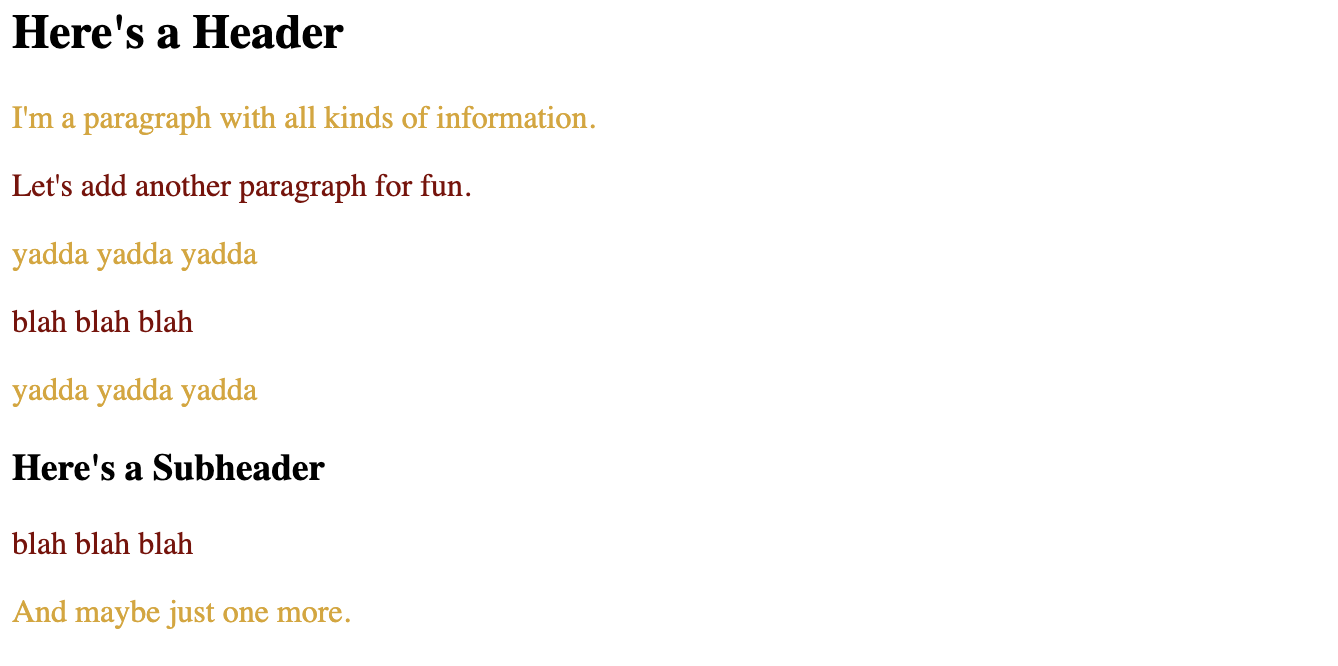 Here's a Header
I'm a paragraph with all kinds of information.
Let's add another paragraph for fun.
yadda yadda yadda
blah blah blah
yadda yadda yadda
Here's a Subheader
blah blah blah
And maybe just one more.